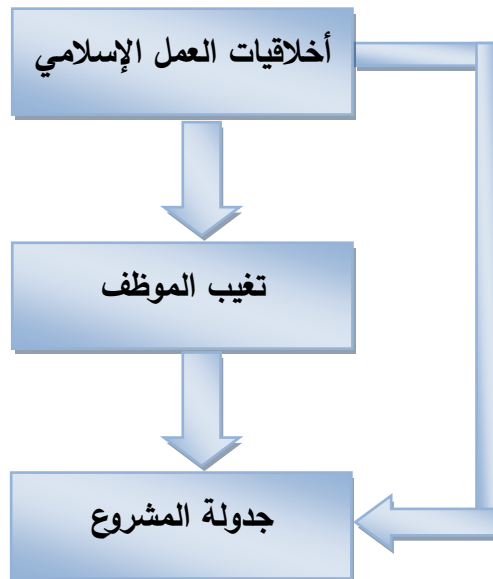 أخلاقيات العمل الإسلامي
تغيب الموظف
جدولة المشروع